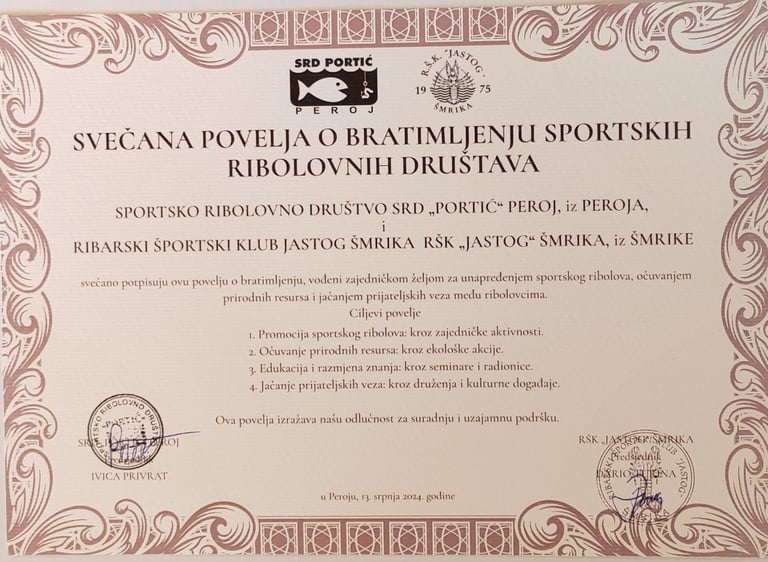 SRD PORTIĆ
PEROJ
R.Š.K. "JASTOG"
1975
ŠMRIKA
SVEČANA POVELJA O BRATIMLJENJU SPORTSKIH
RIBOLOVNIH DRUŠTAVA
SPORTSKO RIBOLOVNO DRUŠTVO SRD „PORTIĆ“ PEROJ, iz PEROJA,
i
RIBARSKI ŠPORTSKI KLUB JASTOG ŠMRIKA RŠK „JASTOG“ ŠMRIKA, iz ŠMRIKE
svečano potpisuju ovu povelju o bratimljenju, vođeni zajedničkom željom za unapređenjem sportskog ribolova, očuvanjem
prirodnih resursa i jačanjem prijateljskih veza među ribolovcima.
Ciljevi povelje
1. Promocija sportskog ribolova: kroz zajedničke aktivnosti.
2. Očuvanje prirodnih resursa: kroz ekološke akcije.
3. Edukacija i razmjena znanja: kroz seminare i radionice.
4. Jačanje prijateljskih veza: kroz druženja i kulturne događaje.
Ova povelja izražava našu odlučnost za suradnju i uzajamnu podršku.
PEROJ
IVICA PRIVRAT
RŠK „JASTOG“ ŠMRIKA
Predsjednik
DARIO
u Peroju, 13. srpnja 2024. godine